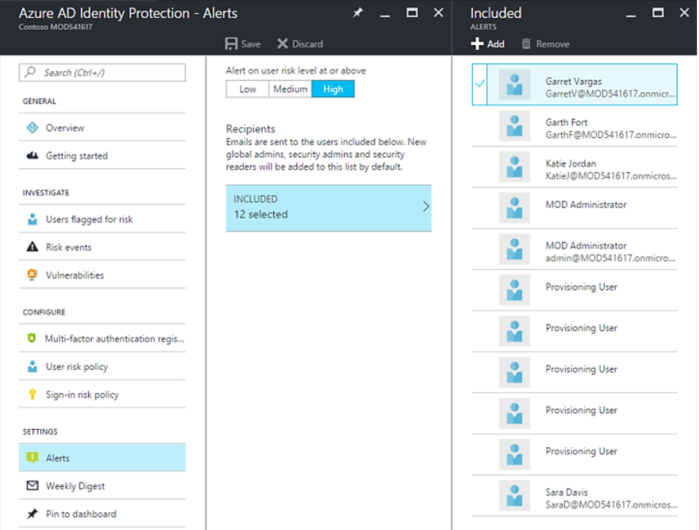 Azure AD Identity Protection - Alerts
Contoso MOD541617
Save
Discard
Search (Ctrl+/)
GENERAL
Overview
Getting started
INVESTIGATE
Users flagged for risk
Risk events
Vulnerabilities
CONFIGURE
Multi-factor authentication regis...
User risk policy
Sign-in risk policy
SETTINGS
Alerts
Weekly Digest
Pin to dashboard
Alert on user risk level at or above
Low Medium High
Recipients
Emails are sent to the users included below. New
global admins, security admins and security
readers will be added to this list by default.
INCLUDED
12 selected
Included
ALERTS
Add
Remove
Garret Vargas
GarretV@MOD541617.onmicr...
Garth Fort
GarthF@MOD541617.onmicro...
Katie Jordan
KatieJ@MOD541617.onmicros...
MOD Administrator
MOD Administrator
admin@MOD541617.onmicro...
Provisioning User
Provisioning User
Provisioning User
Provisioning User
Provisioning User
Sara Davis
SaraD@MOD541617.onmicros...